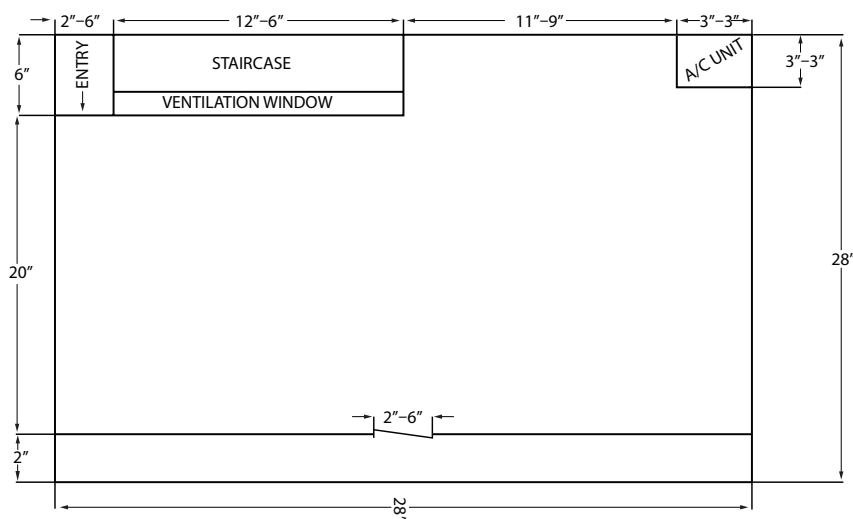 2”–6”
12”–6”
11”–9”
3”–3”
6”
ENTRY
STAIRCASE
VENTILATION WINDOW
A/C UNIT
3”–3”
20”
28’
2”–6”
2”
28’